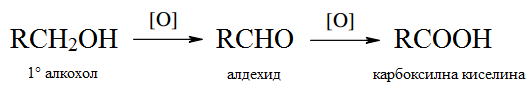 [O] [O]
RCH₂OH RCHO RCOOH
1° алкохол алдехид карбоксилна киселина